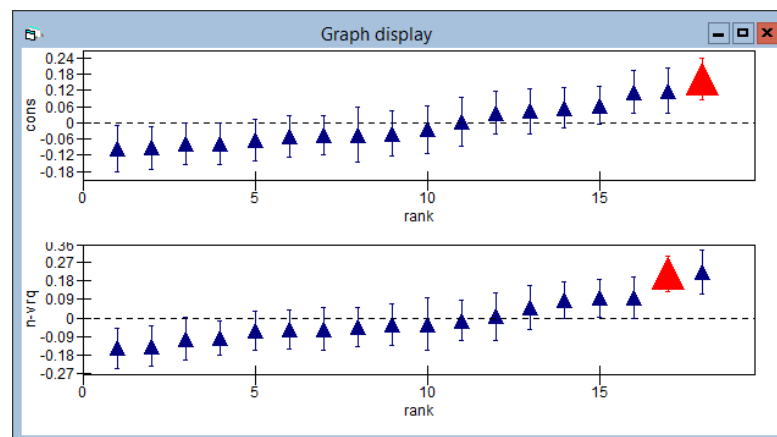 Graph display
cons
0.24
0.18
0.12
0.06
0
-0.06
-0.12
-0.18
0 5 10 15
rank
n-vrq
0.36
0.27
0.18
0.09
0
-0.09
-0.18
-0.27
0 5 10 15
rank